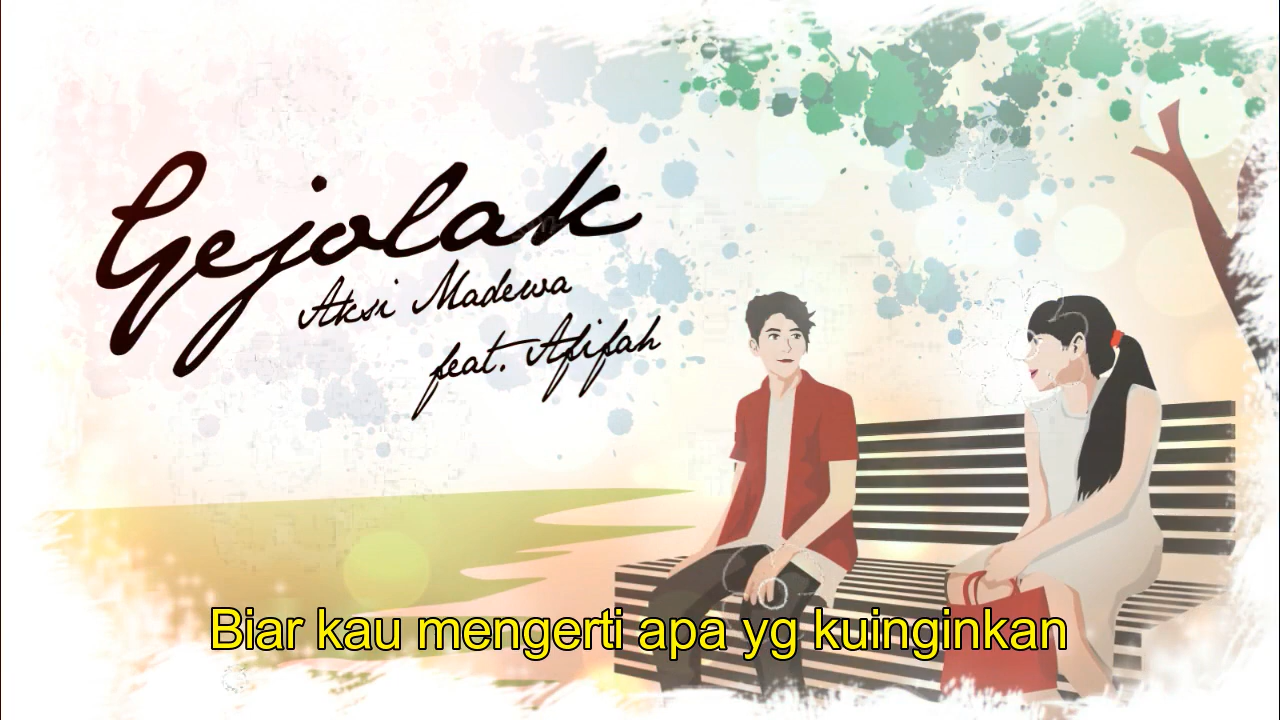 Gejolak
Aksi Madewa
feat. Afifah
Biar kau mengerti apa yg kuinginkan